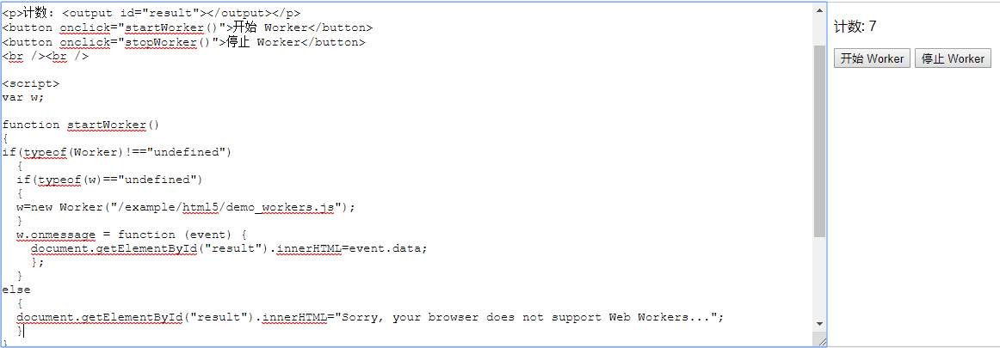 <p>计数: <output id="result"></output></p>
<button onclick="startWorker()">开始 Worker</button>
<button onclick="stopWorker()">停止 Worker</button>
<br /><br />
<script>
var w;
function startWorker()
{
if(typeof(Worker)!=="undefined")
  {
  if(typeof(w)=="undefined")
  {
  w=new Worker("/example/html5/demo_workers.js");
  }
  w.onmessage = function (event) {
    document.getElementById("result").innerHTML=event.data;
    };
  }
else
  {
  document.getElementById("result").innerHTML="Sorry, your browser does not support Web Workers...";
  }
}
计数: 7
开始 Worker 停止 Worker